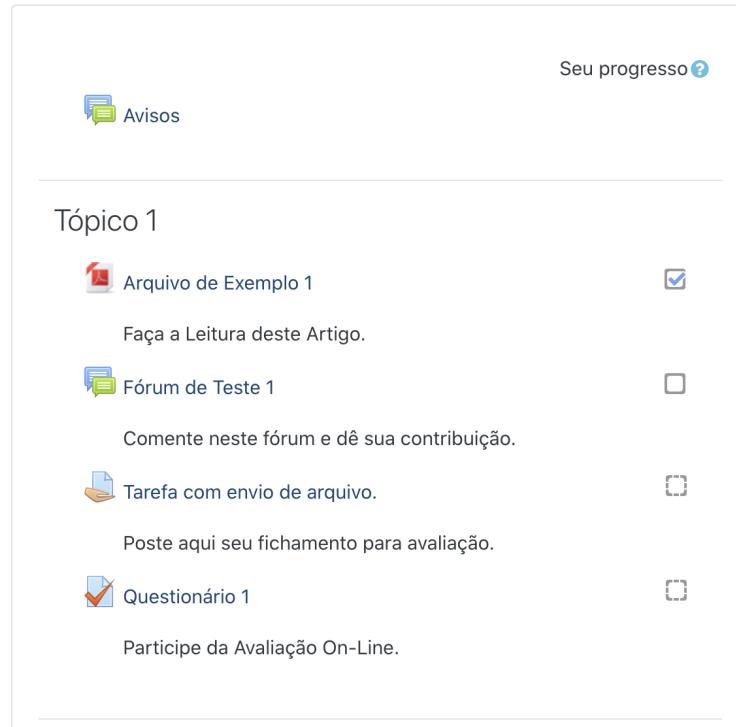 Seu progresso
Avisos
Tópico 1
Arquivo de Exemplo 1
Faça a Leitura deste Artigo.
Fórum de Teste 1
Comente neste fórum e dê sua contribuição.
Tarefa com envio de arquivo.
Poste aqui seu fichamento para avaliação.
Questionário 1
Participe da Avaliação On-Line.